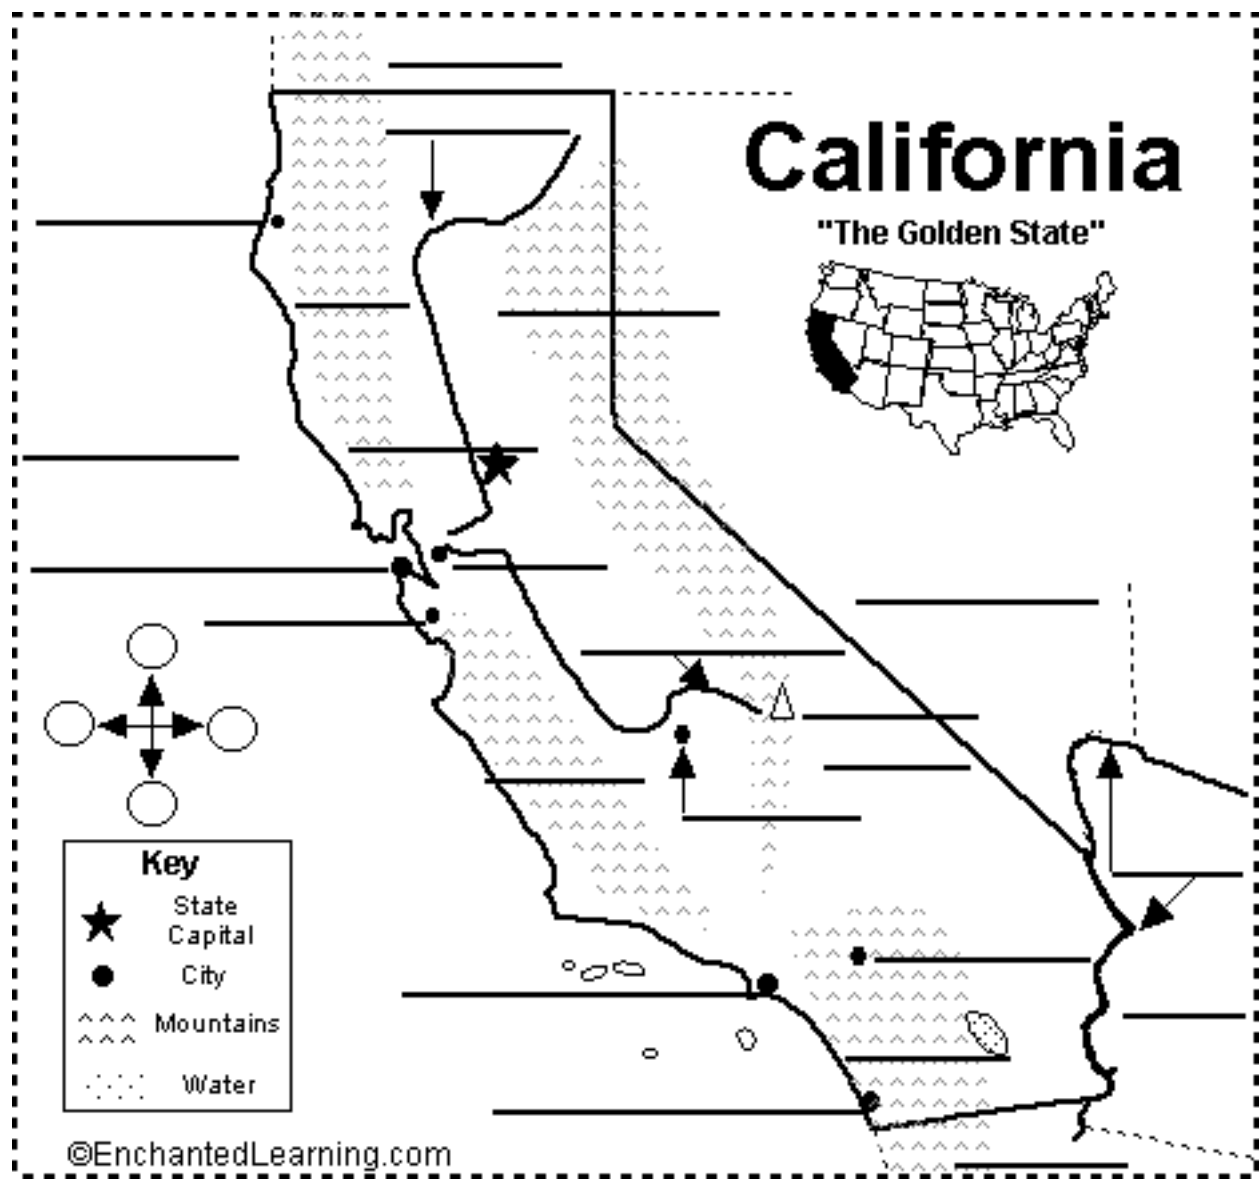 California
"The Golden State"
Key
State
Capital
City
Mountains
Water
©EnchantedLearning.com